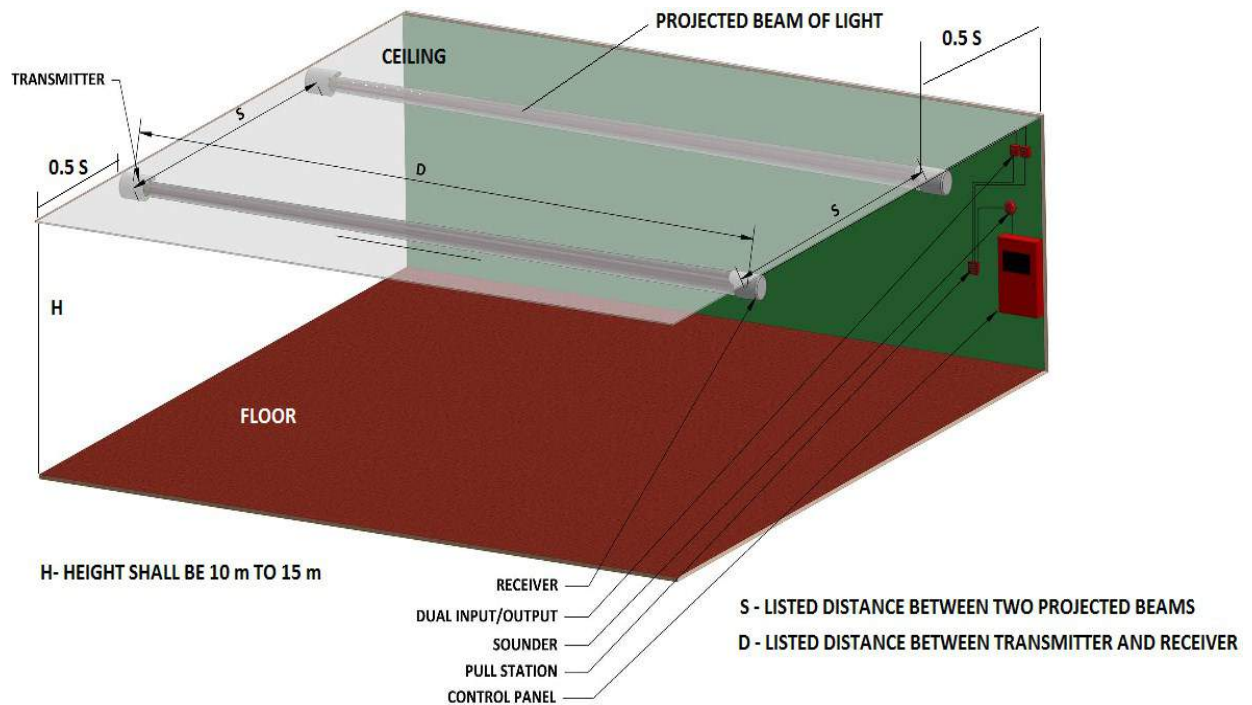 PROJECTED BEAM OF LIGHT
0.5 S
CEILING
TRANSMITTER
S
0.5 S
D
S
H
FLOOR
H- HEIGHT SHALL BE 10 m TO 15 m
RECEIVER
DUAL INPUT/OUTPUT
SOUNDER
PULL STATION
CONTROL PANEL
S - LISTED DISTANCE BETWEEN TWO PROJECTED BEAMS
D - LISTED DISTANCE BETWEEN TRANSMITTER AND RECEIVER